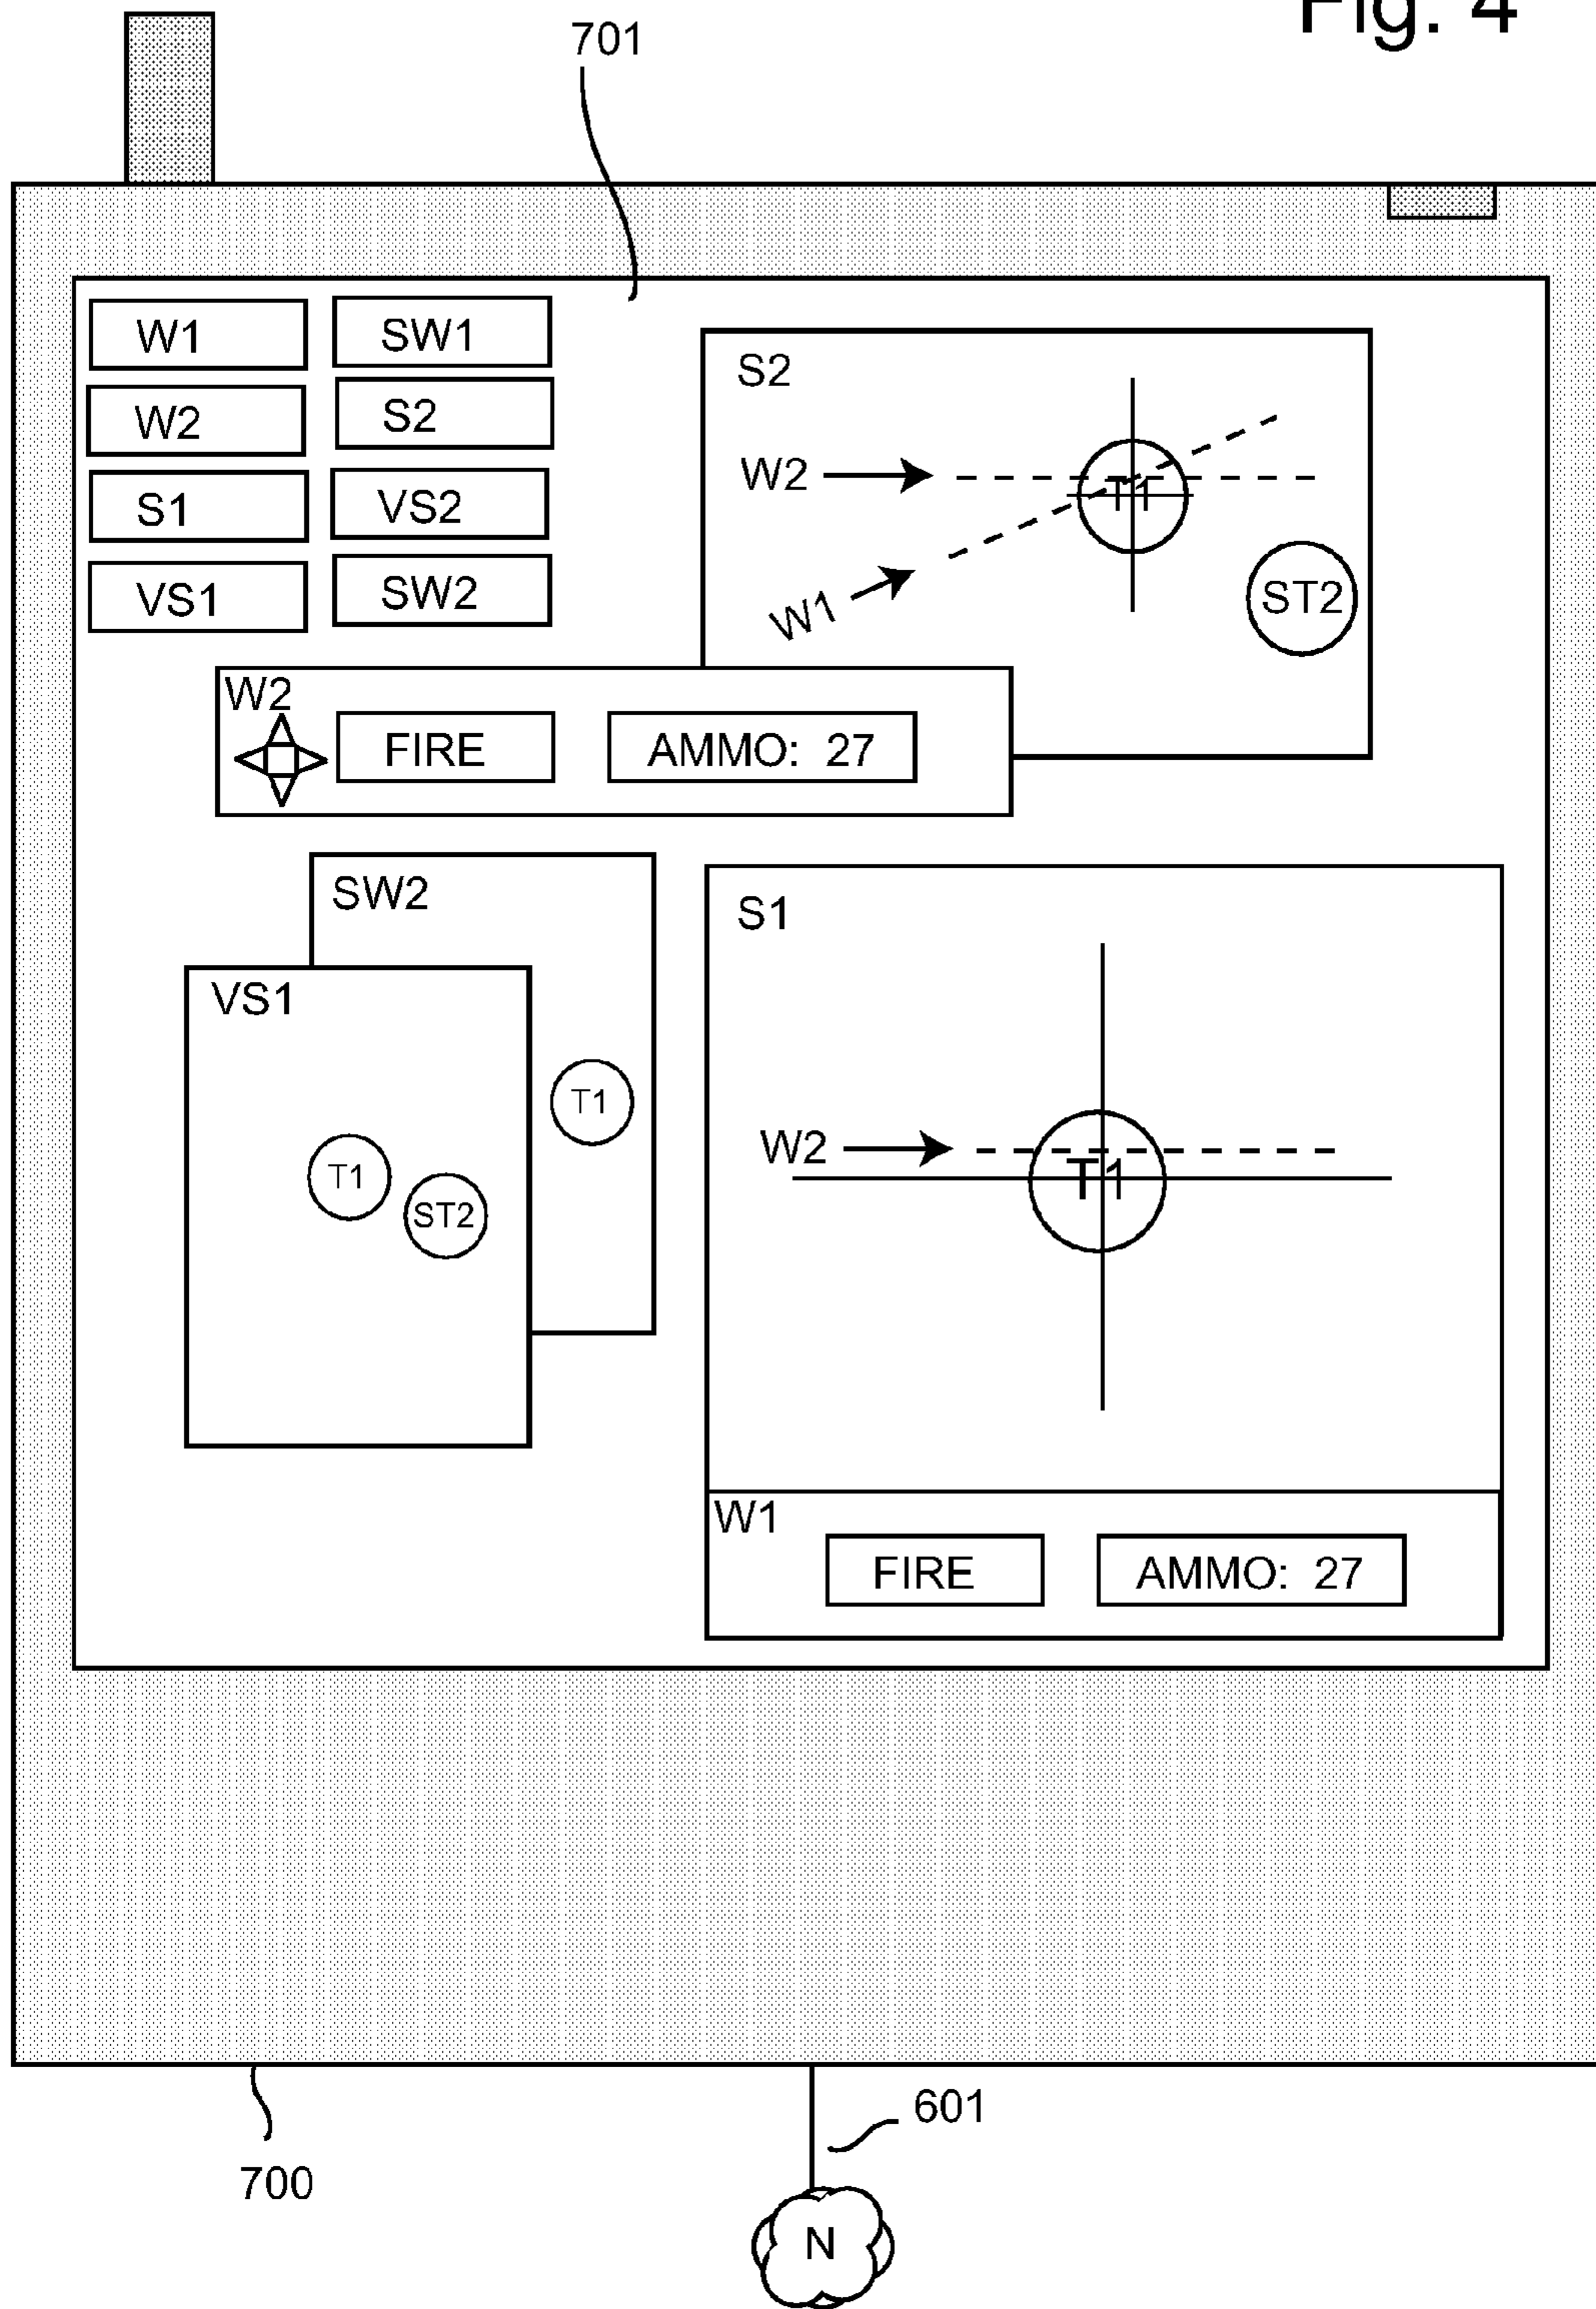 Fig. 4
701
W1 SW1
W2 S2
S1 VS2
VS1 SW2
S2
W2
T1
W1
ST2
W2
FIRE AMMO: 27
SW2
T1
VS1
T1
ST2
S1
W2
T1
W1
FIRE AMMO: 27
700
601
N